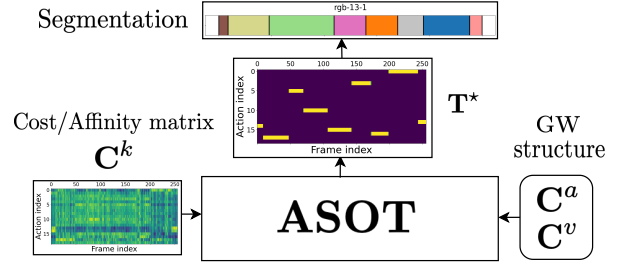 Segmentation
rgb-13-1
0 50 100 150 200 250
0
5
10
15
Action index
Frame index
T⋆
Cost/Affinity matrix
C^k
0 50 100 150 200 250
0
5
10
15
Action index
Frame index
ASOT
GW
structure
C^a
C^v